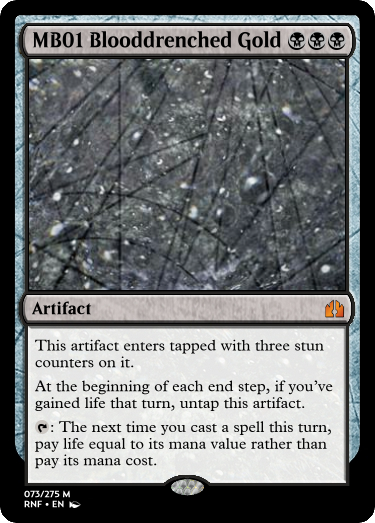 MB01 Blooddrenched Gold
Artifact
This artifact enters tapped with three stun
counters on it.
At the beginning of each end step, if you've
gained life that turn, untap this artifact.
: The next time you cast a spell this turn,
pay life equal to its mana value rather than
pay its mana cost.
073/275 M
RNF • EN